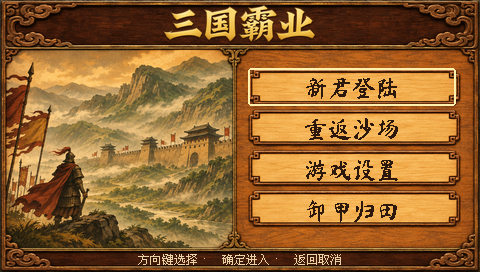 三国霸业
新君登陆
重返沙场
游戏设置
卸甲归田
方向键选择 · 确定进入 · 返回取消